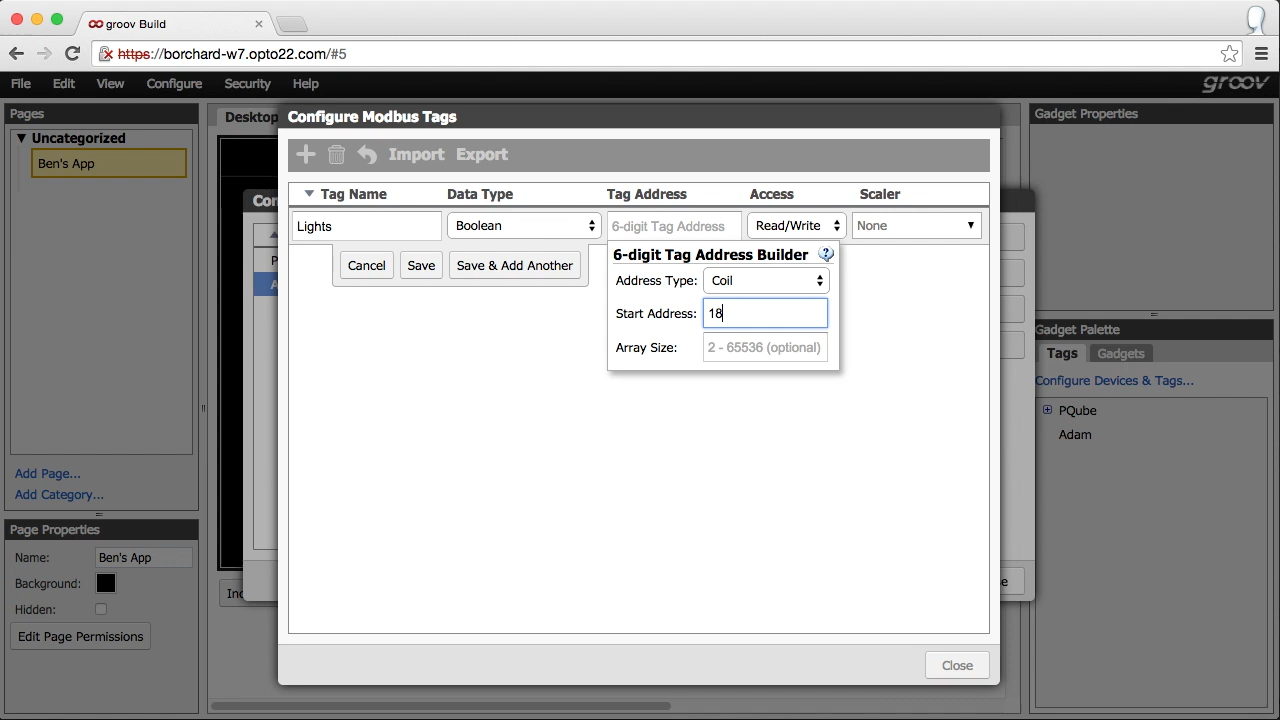 groov Build
https://borchard-w7.opto22.com/#5
File Edit View Configure Security Help
groov
Pages
Uncategorized
Ben's App
Add Page...
Add Category...
Page Properties
Name: Ben's App
Background:
Hidden:
Edit Page Permissions
Desktop
Con
P
A
Inc
e
Configure Modbus Tags
Import Export
Tag Name Data Type Tag Address Access Scaler
Lights Boolean 6-digit Tag Address Read/Write None
Cancel Save Save & Add Another
6-digit Tag Address Builder
Address Type: Coil
Start Address: 18
Array Size: 2 - 65536 (optional)
Close
Gadget Properties
Gadget Palette
Tags Gadgets
Configure Devices & Tags...
PQube
Adam